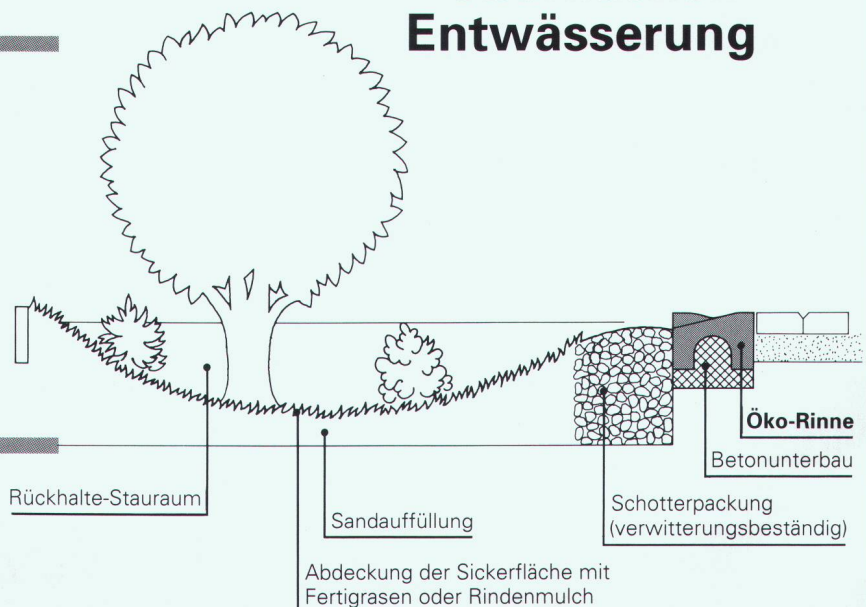 Entwässerung
Öko-Rinne
Betonunterbau
Rückhalte-Stauraum
Sandauffüllung
Schotterpackung
(verwitterungsbeständig)
Abdeckung der Sickerfläche mit
Fertigrasen oder Rindenmulch